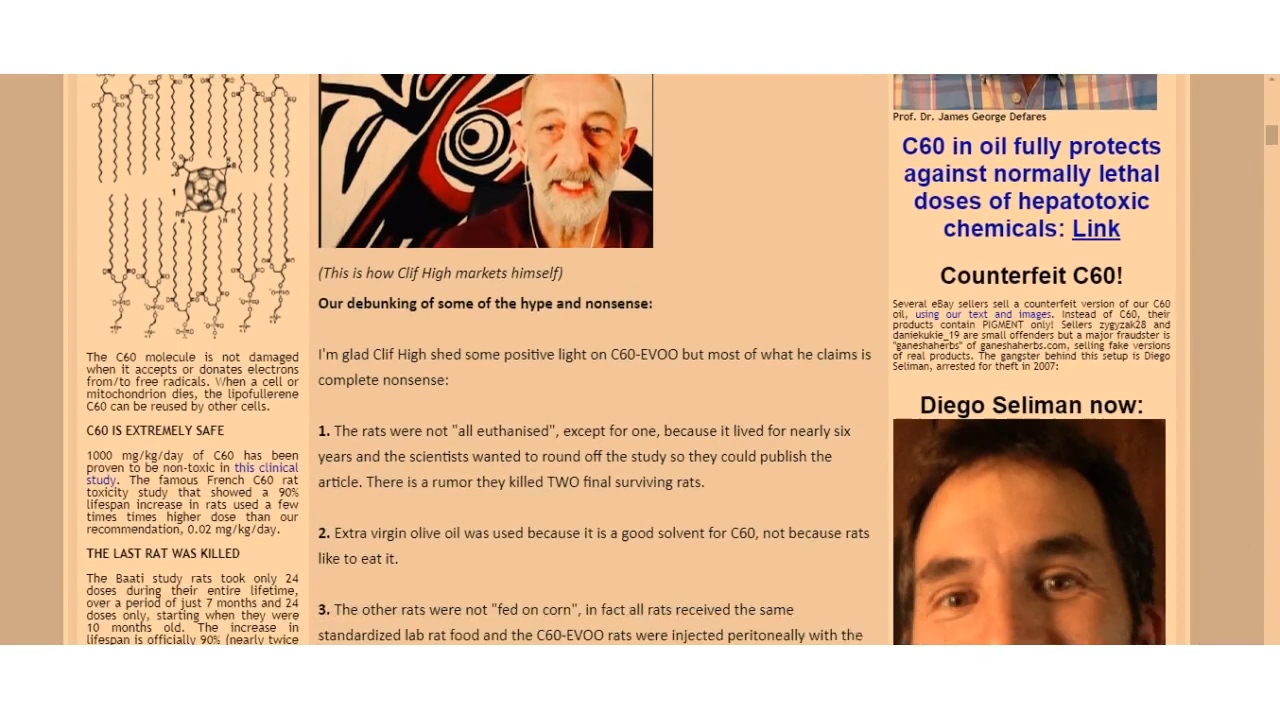 1
The C60 molecule is not damaged
when it accepts or donates electrons
from/to free radicals. When a cell or
mitochondrion dies, the lipofullerene
C60 can be reused by other cells.
C60 IS EXTREMELY SAFE
1000 mg/kg/day of C60 has been
proven to be non-toxic in this clinical
study. The famous French C60 rat
toxicity study that showed a 90%
lifespan increase in rats used a few
times times higher dose than our
recommendation, 0.02 mg/kg/day.
THE LAST RAT WAS KILLED
The Baati study rats took only 24
doses during their entire lifetime,
over a period of just 7 months and 24
doses only, starting when they were
10 months old. The increase in
lifespan is officially 90% (nearly twice
(This is how Clif High markets himself)
Our debunking of some of the hype and nonsense:
I'm glad Clif High shed some positive light on C60-EVOO but most of what he claims is
complete nonsense:
1. The rats were not "all euthanised", except for one, because it lived for nearly six
years and the scientists wanted to round off the study so they could publish the
article. There is a rumor they killed TWO final surviving rats.
2. Extra virgin olive oil was used because it is a good solvent for C60, not because rats
like to eat it.
3. The other rats were not "fed on corn", in fact all rats received the same
standardized lab rat food and the C60-EVOO rats were injected peritoneally with the
Prof. Dr. James George Defares
C60 in oil fully protects
against normally lethal
doses of hepatotoxic
chemicals: Link
Counterfeit C60!
Several eBay sellers sell a counterfeit version of our C60
oil, using our text and images. Instead of C60, their
products contain PIGMENT only! Sellers zygyzak28 and
daniekukie_19 are small offenders but a major fraudster is
"ganeshaherbs" of ganeshaherbs.com, selling fake versions
of real products. The gangster behind this setup is Diego
Seliman, arrested for theft in 2007:
Diego Seliman now: